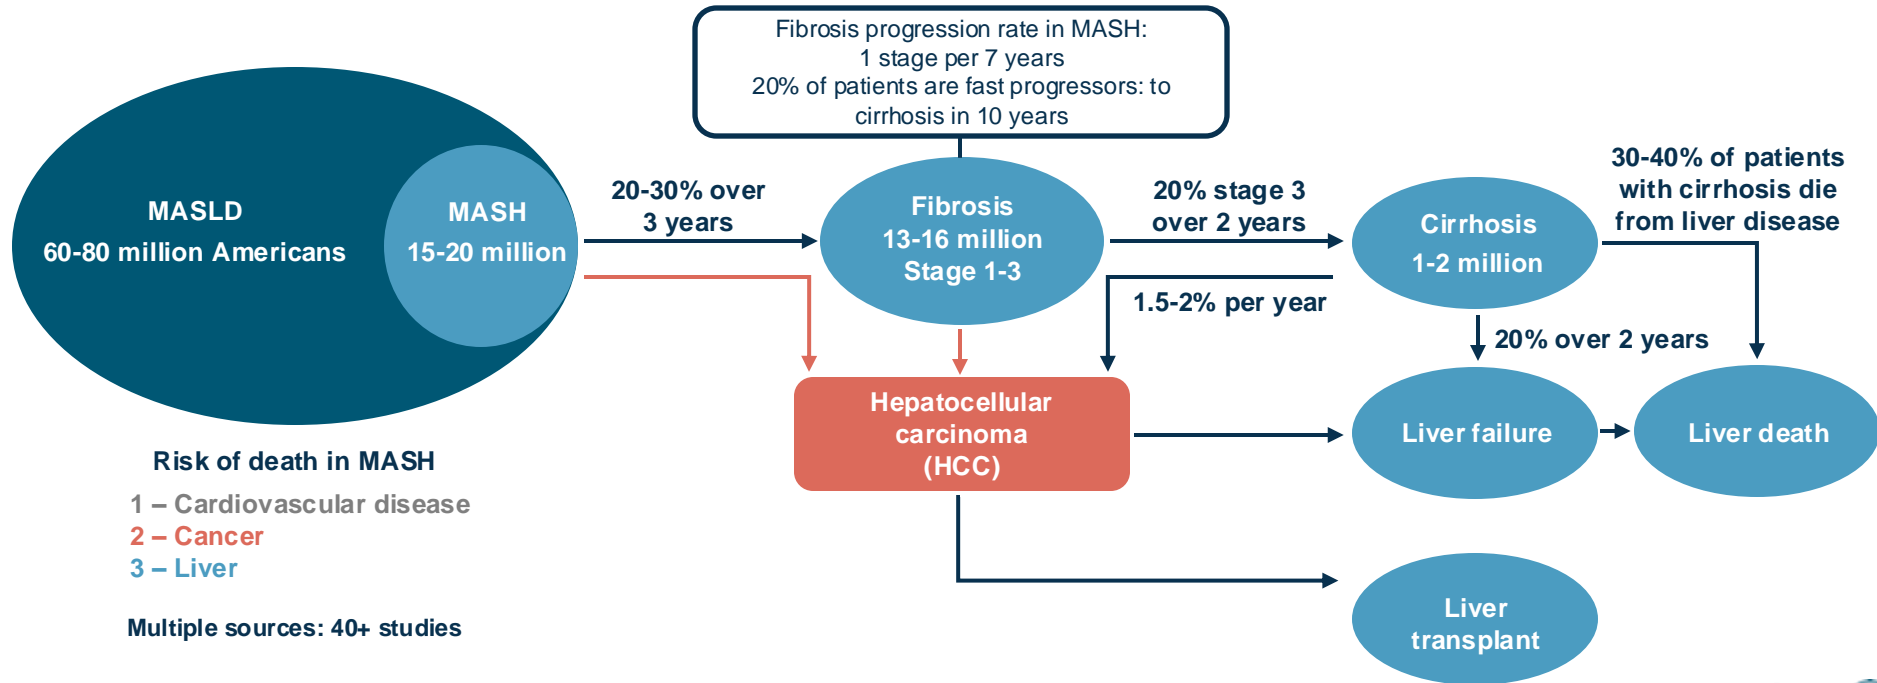 Fibrosis progression rate in MASH:
1 stage per 7 years
20% of patients are fast progressors: to
cirrhosis in 10 years
MASLD
60-80 million Americans
MASH
15-20 million
20-30% over
3 years
Fibrosis
13-16 million
Stage 1-3
20% stage 3
over 2 years
1.5-2% per year
Cirrhosis
1-2 million
30-40% of patients
with cirrhosis die
from liver disease
20% over 2 years
Hepatocellular
carcinoma
(HCC)
Liver failure
Liver death
Liver
transplant
Risk of death in MASH
1 – Cardiovascular disease
2 – Cancer
3 – Liver
Multiple sources: 40+ studies